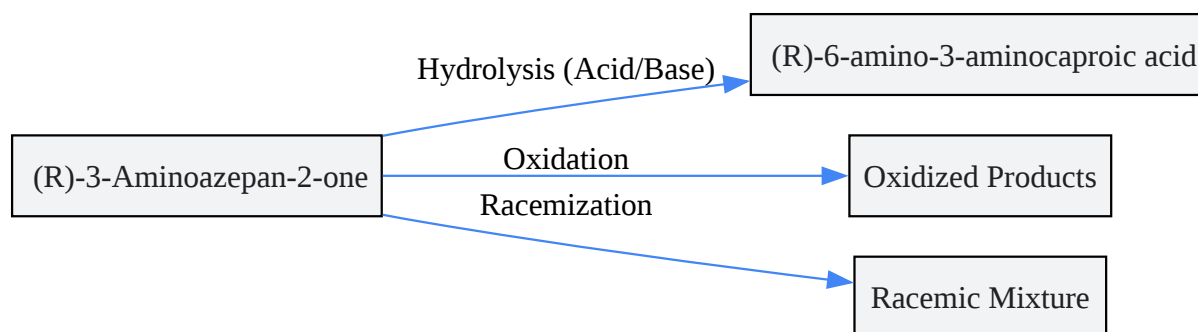 (R)-6-amino-3-aminocaproic acid
Hydrolysis (Acid/Base)
(R)-3-Aminoazepan-2-one
Oxidation
Oxidized Products
Racemization
Racemic Mixture